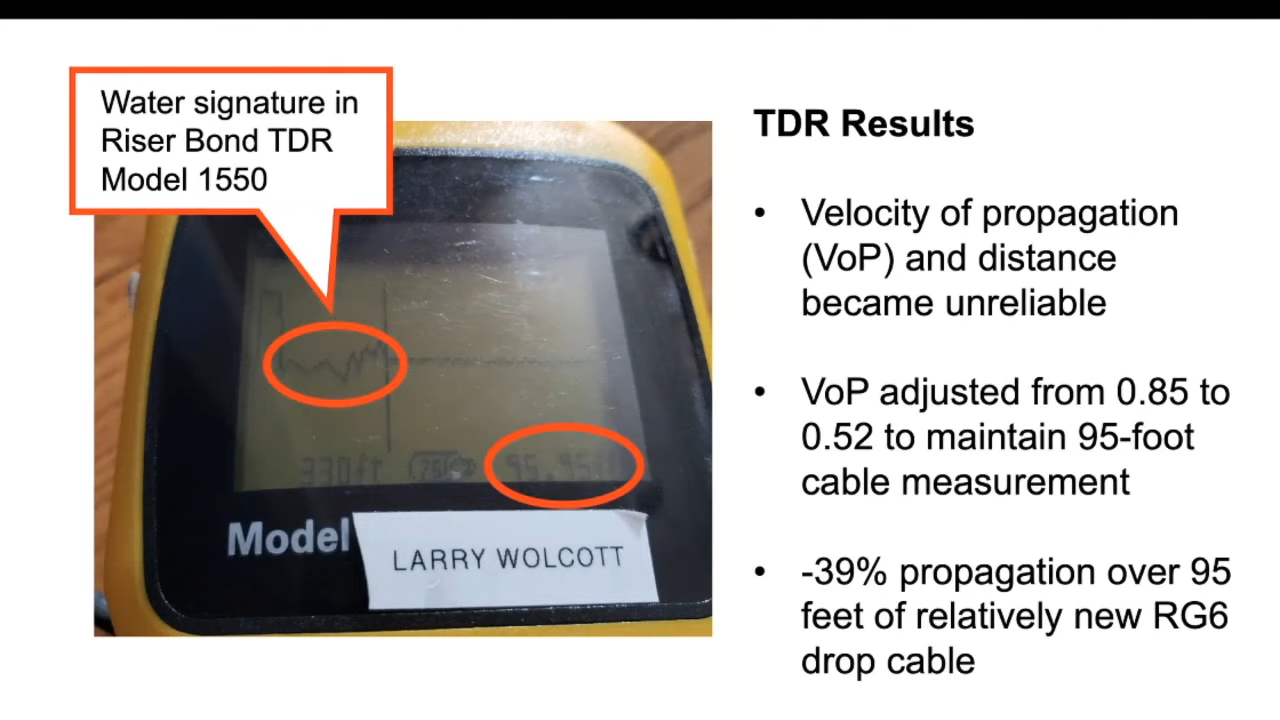 Water signature in
Riser Bond TDR
Model 1550
330ft
Model
LARRY WOLCOTT
TDR Results
• Velocity of propagation
(VoP) and distance
became unreliable
• VoP adjusted from 0.85 to
0.52 to maintain 95-foot
cable measurement
• -39% propagation over 95
feet of relatively new RG6
drop cable